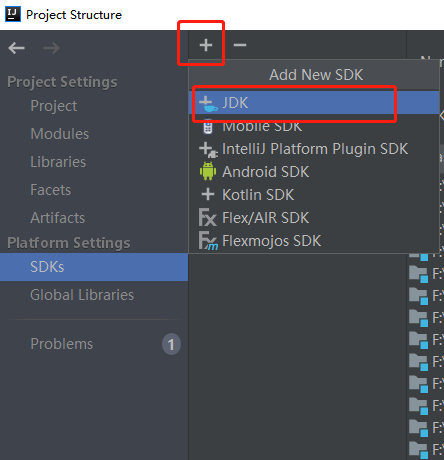 IJ Project Structure
Project Settings
Project
Modules
Libraries
Facets
Artifacts
Platform Settings
SDKs
Global Libraries
Problems 1
Add New SDK
JDK
Mobile SDK
IntelliJ Platform Plugin SDK
Android SDK
Kotlin SDK
Flex/AIR SDK
Flexmojos SDK
F:\
F:\
F:\
F:\
F:\
F:\
F:\
F:\
F:\
F:\